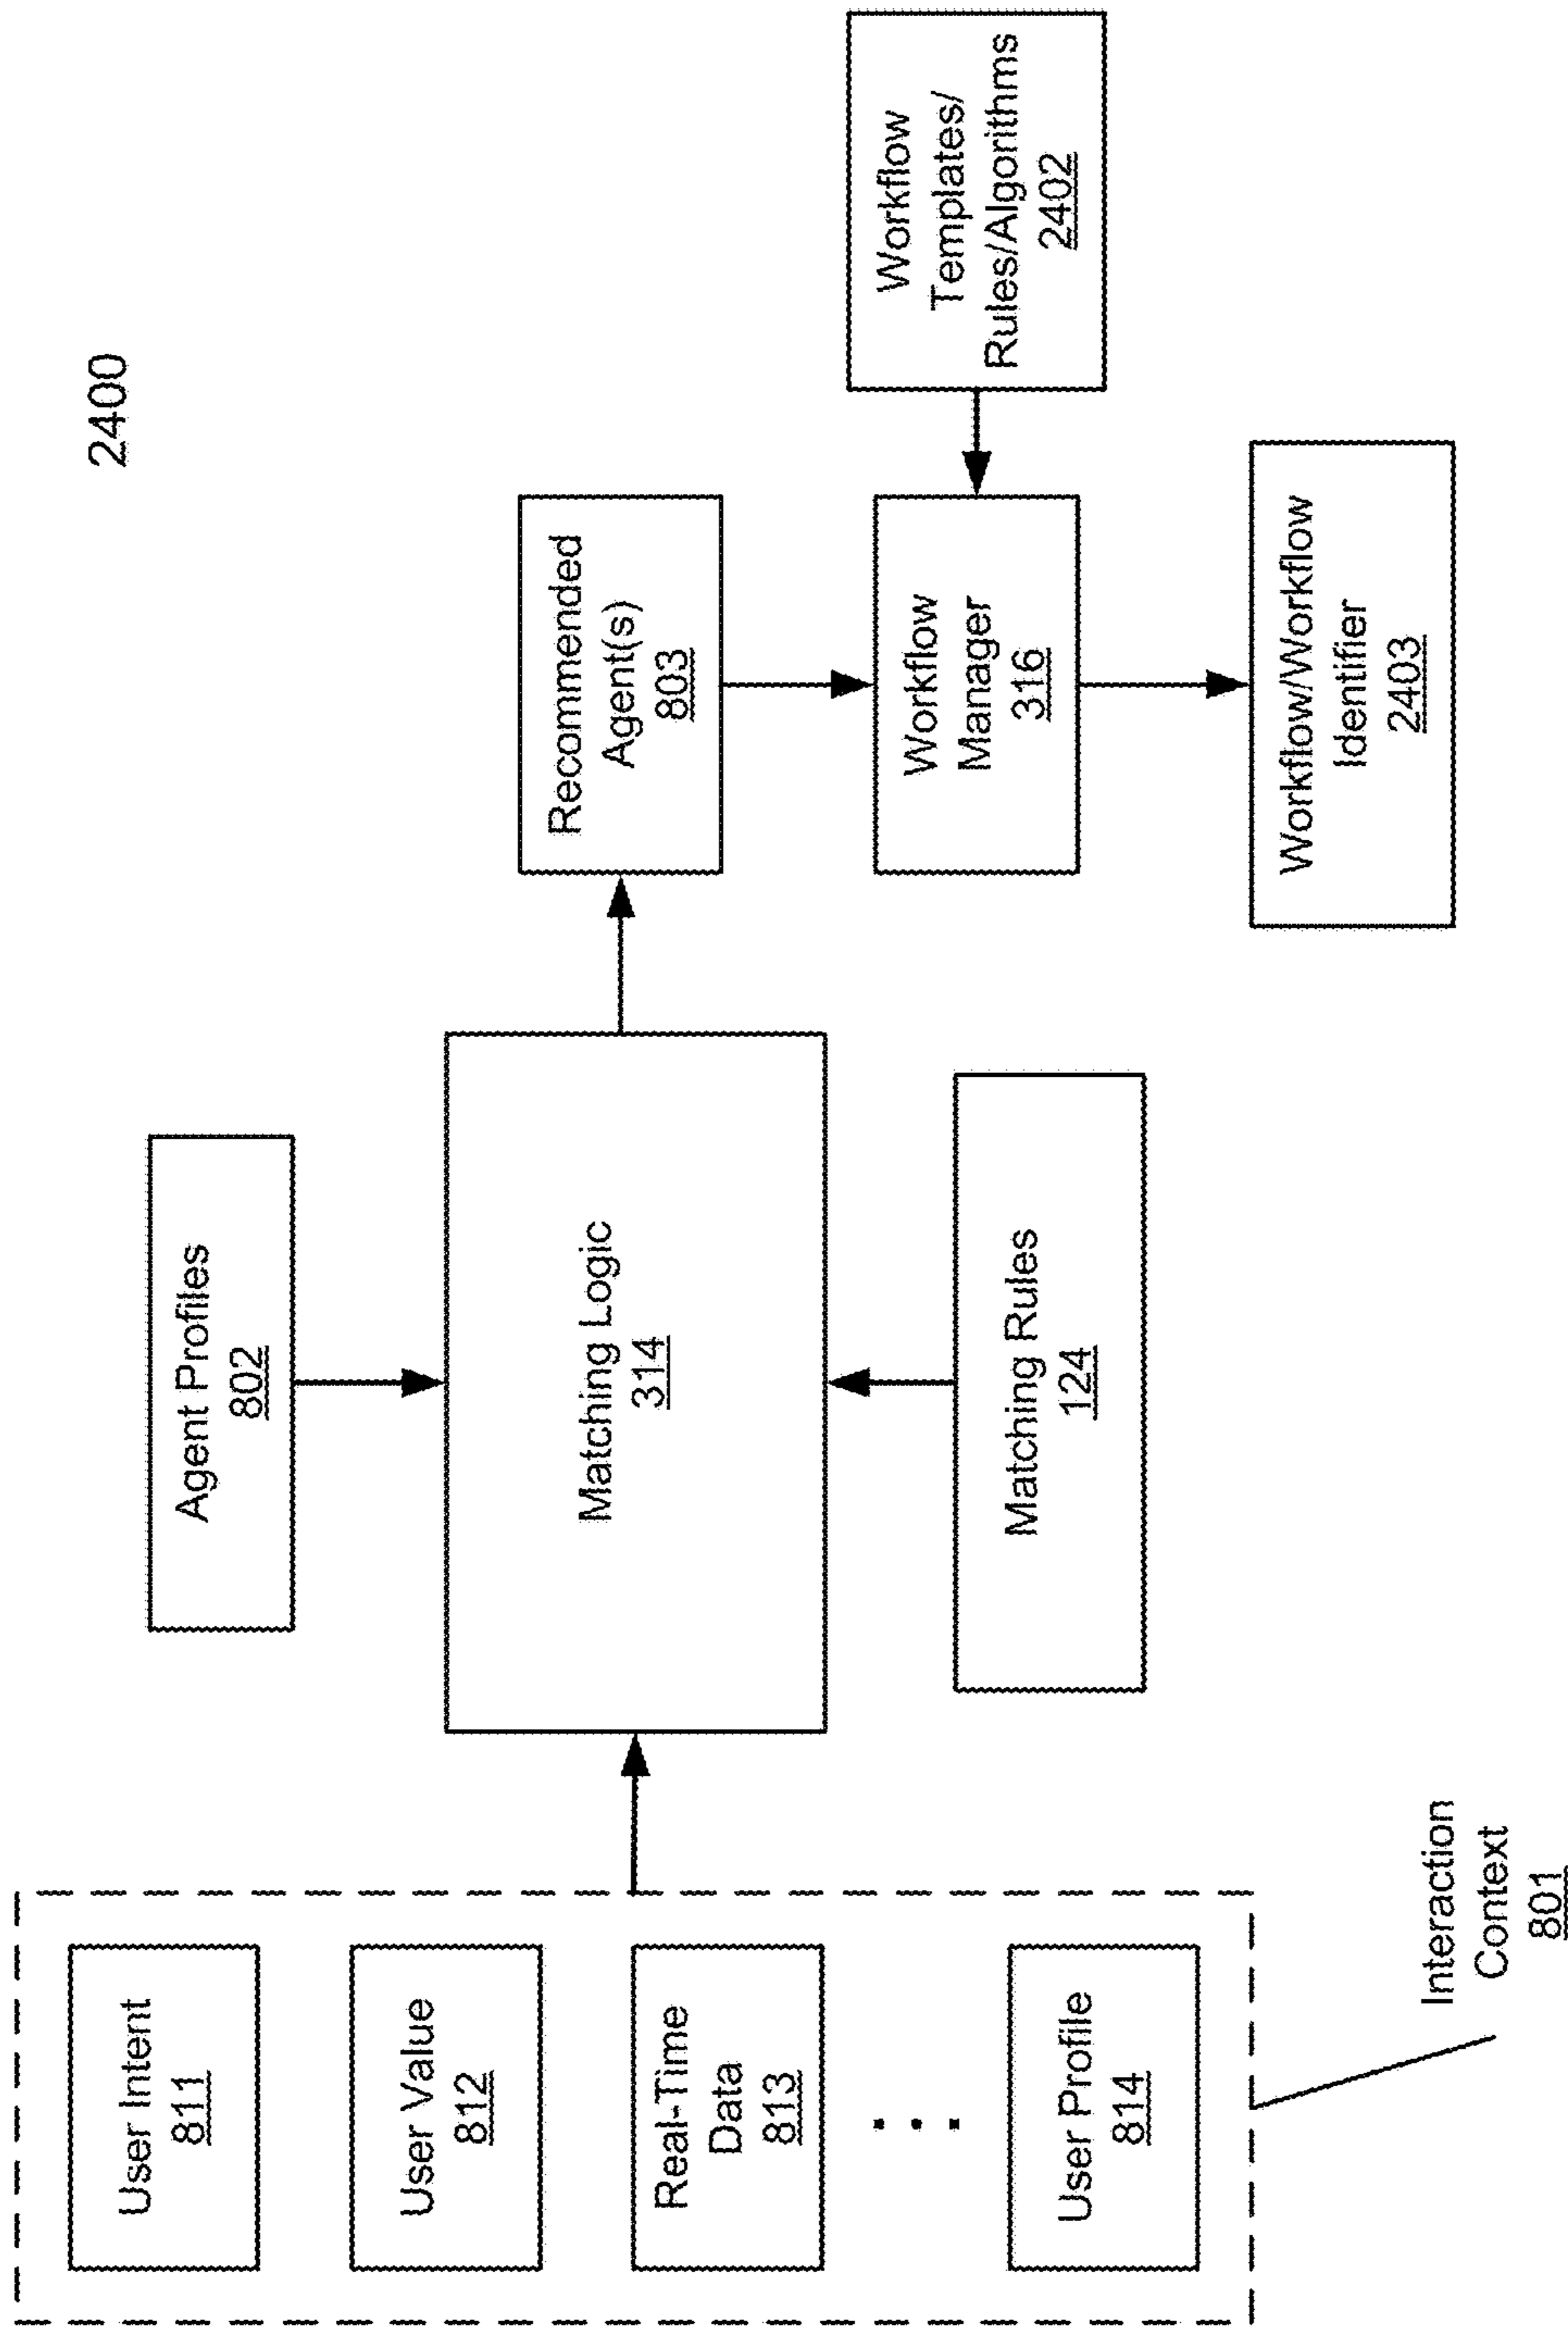 2400
User Intent
811
User Value
812
Real-Time
Data
813
User Profile
814
Interaction
Context
801
Agent Profiles
802
Matching Logic
314
Matching Rules
124
Recommended
Agent(s)
803
Workflow
Manager
316
Workflow
Templates/
Rules/Algorithms
2402
Workflow/Workflow
Identifier
2403